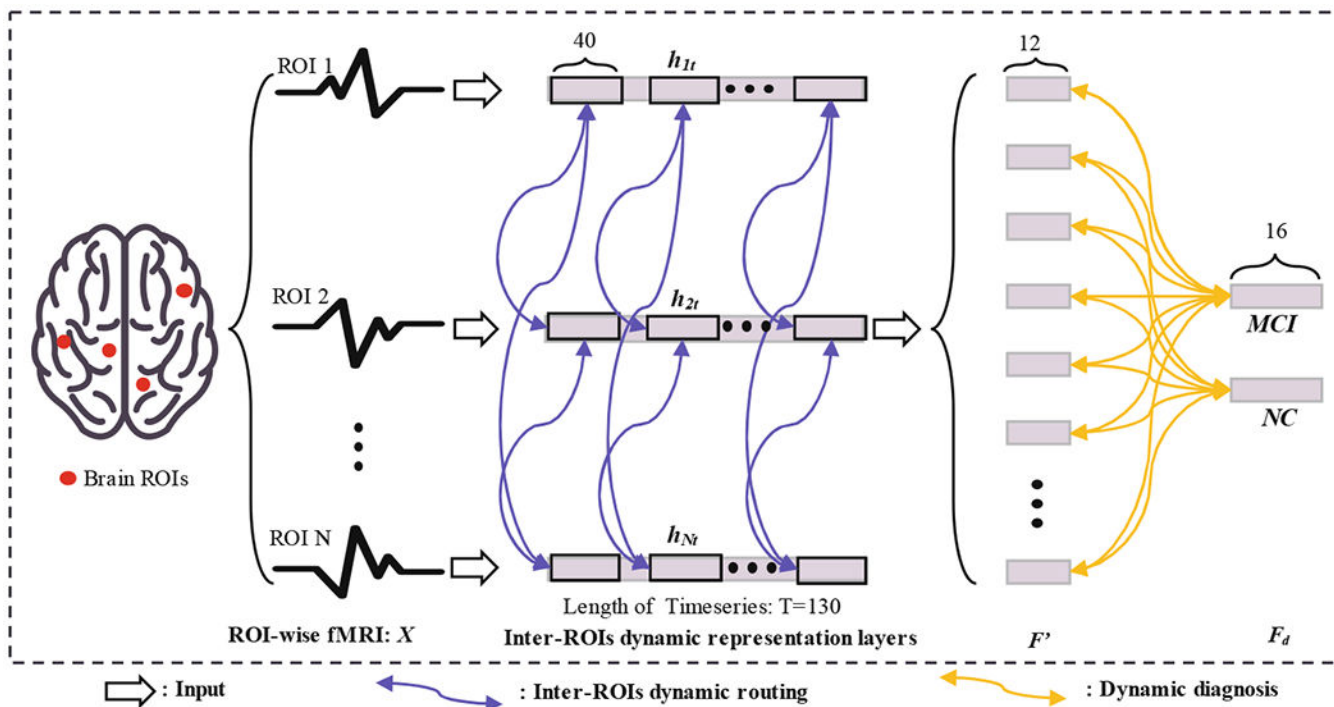 ROI 1
40
h1t
12
ROI 2
h2t
16
MCI
NC
Brain ROIs
ROI N
hNt
Length of Timeseries: T=130
ROI-wise fMRI: X
Inter-ROIs dynamic representation layers
F'
Fd
: Input
: Inter-ROIs dynamic routing
: Dynamic diagnosis